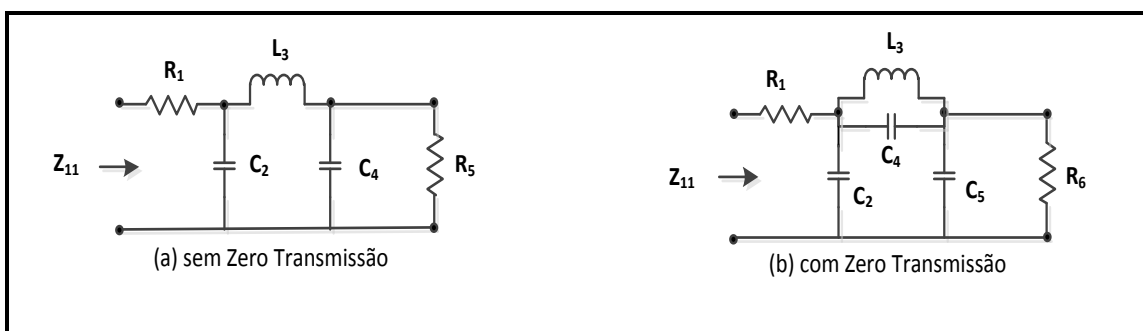 L3
R1
C2
C4
R5
Z11
(a) sem Zero Transmissão
L3
R1
C4
C2
C5
R6
Z11
(b) com Zero Transmissão